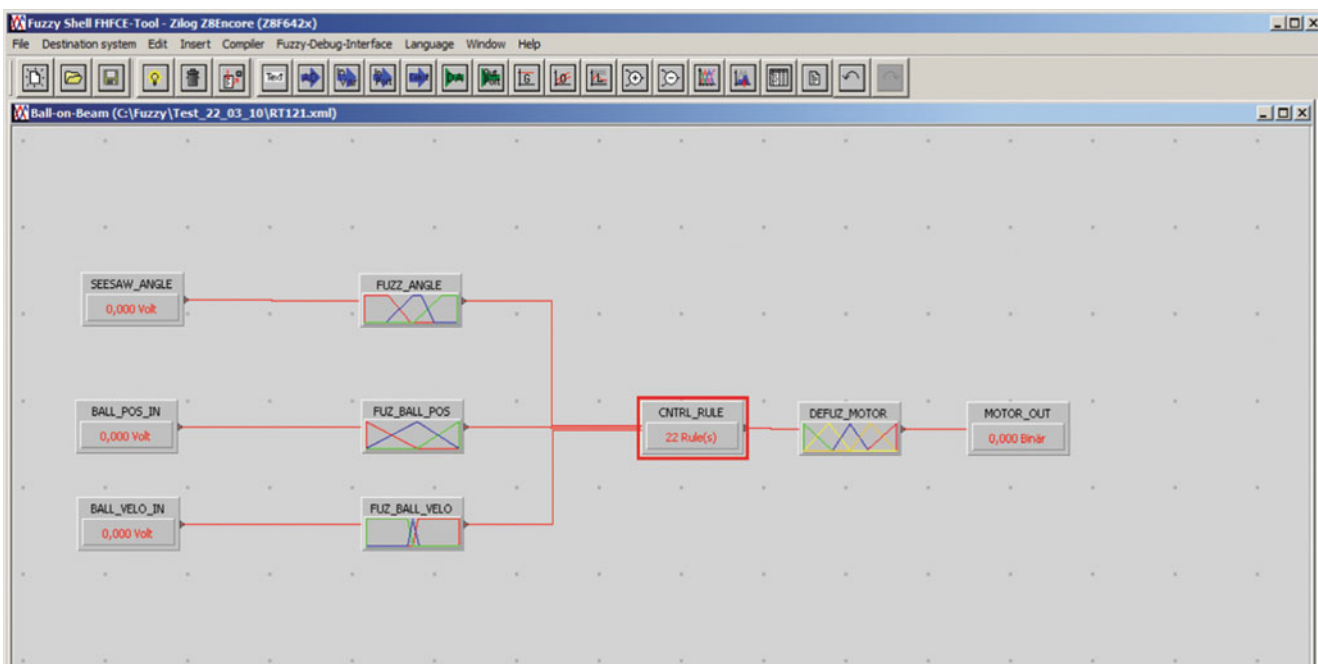 Fuzzy Shell FHFCE-Tool - Zilog Z8Encore (Z8F642x)
File Destination system Edit Insert Compiler Fuzzy-Debug-Interface Language Window Help
Text
Ball-on-Beam (C:\Fuzzy\Test_22_03_10\RT121.xml)
SEESAW_ANGLE
0,000 Volt
FUZZ_ANGLE
BALL_POS_IN
0,000 Volt
FUZ_BALL_POS
CNTRL_RULE
22 Rule(s)
DEFUZ_MOTOR
MOTOR_OUT
0,000 Binär
BALL_VELO_IN
0,000 Volt
FUZ_BALL_VELO